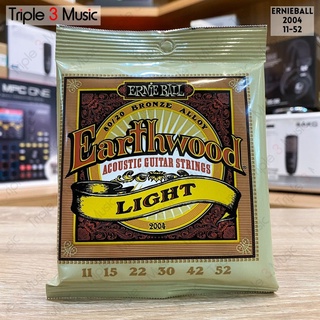 Triple 3 Music
ERNIEBALL
2004
11-52
ERNIE BALL
80/20 BRONZE ALLOY
Earthwood
ACOUSTIC GUITAR STRINGS
LIGHT
2004
11 15 22 30 42 52
MPC ONE
AKG